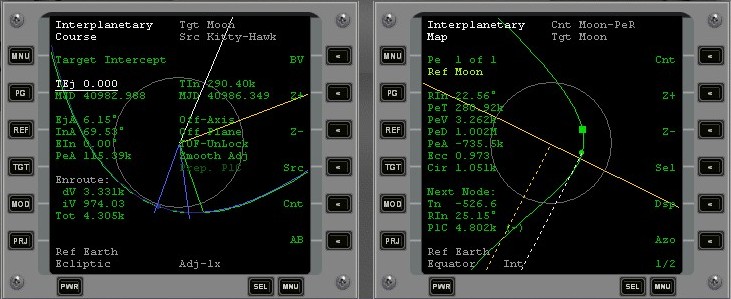 Interplanetary Tgt Moon
Course Src Kitty-Hawk
MNU
Target Intercept BV
TEj 0.000 TIn 290.40k
MJD 40982.988 MJD 40986.349
PG Z+
EjA 6.15° Off-Axis
InA 69.53° Off-Plane
EIn 0.00° TOF-UnLock
PeA 115.39k Smooth Adj
REF Z-
Prep. PlC
TGT Src
Enroute:
dV 3.331k
iV 974.03
Tot 4.305k
MOD Cnt
PRJ AB
Ref Earth
Ecliptic Adj-1x
PWR SEL MNU
Interplanetary Cnt Moon-PeR
Map Tgt Moon
MNU Cnt
Pe 1 of 1
Ref Moon
PG Z+
RIn 22.56°
PeT 280.92k
PeV 3.262k
PeD 1.002M
PeA -735.5k
Ecc 0.973
Cir 1.051k
REF Z-
TGT Sel
Next Node:
Tn -526.6
RIn 25.15°
PlC 4.802k (-)
MOD Dsp
PRJ Azo
Ref Earth
Equator Int 1/2
PWR SEL MNU